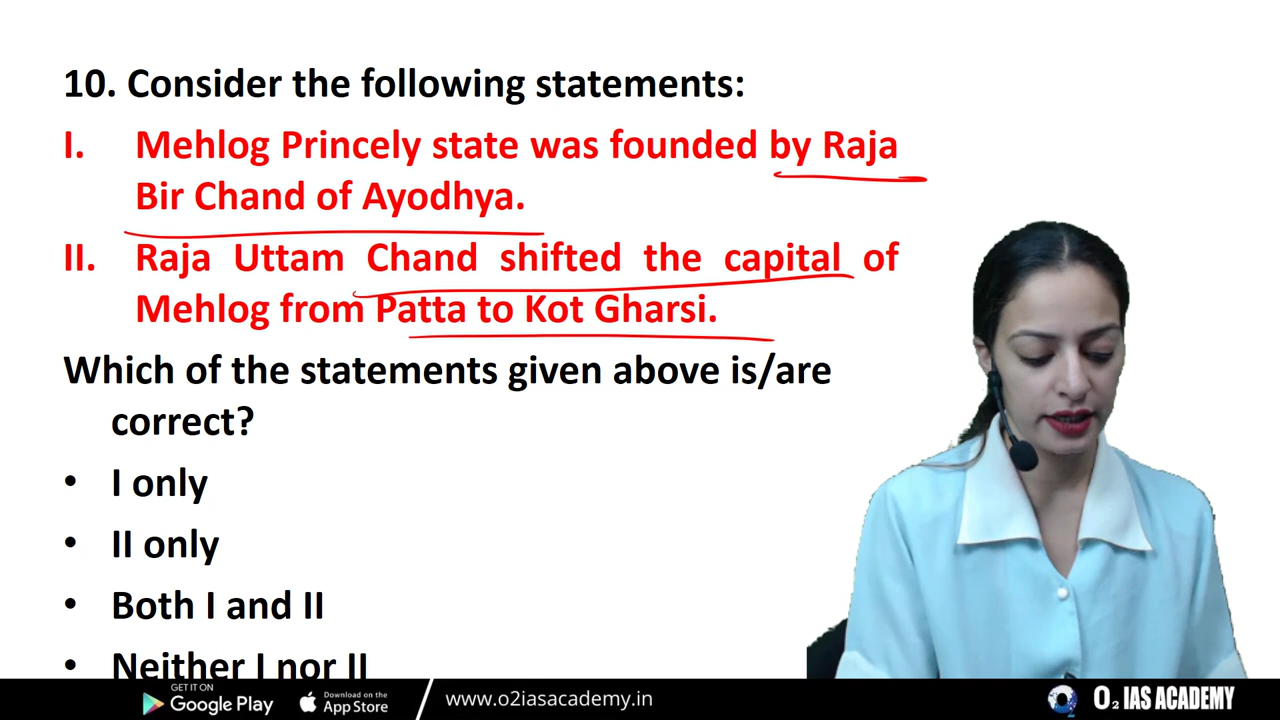 10. Consider the following statements:
I. Mehlog Princely state was founded by Raja
Bir Chand of Ayodhya.
II. Raja Uttam Chand shifted the capital of
Mehlog from Patta to Kot Gharsi.
Which of the statements given above is/are
correct?
• I only
• II only
• Both I and II
• Neither I nor II
GET IT ON
Google Play
Download on the
App Store
www.o2iasacademy.in
O₂ IAS ACADEMY